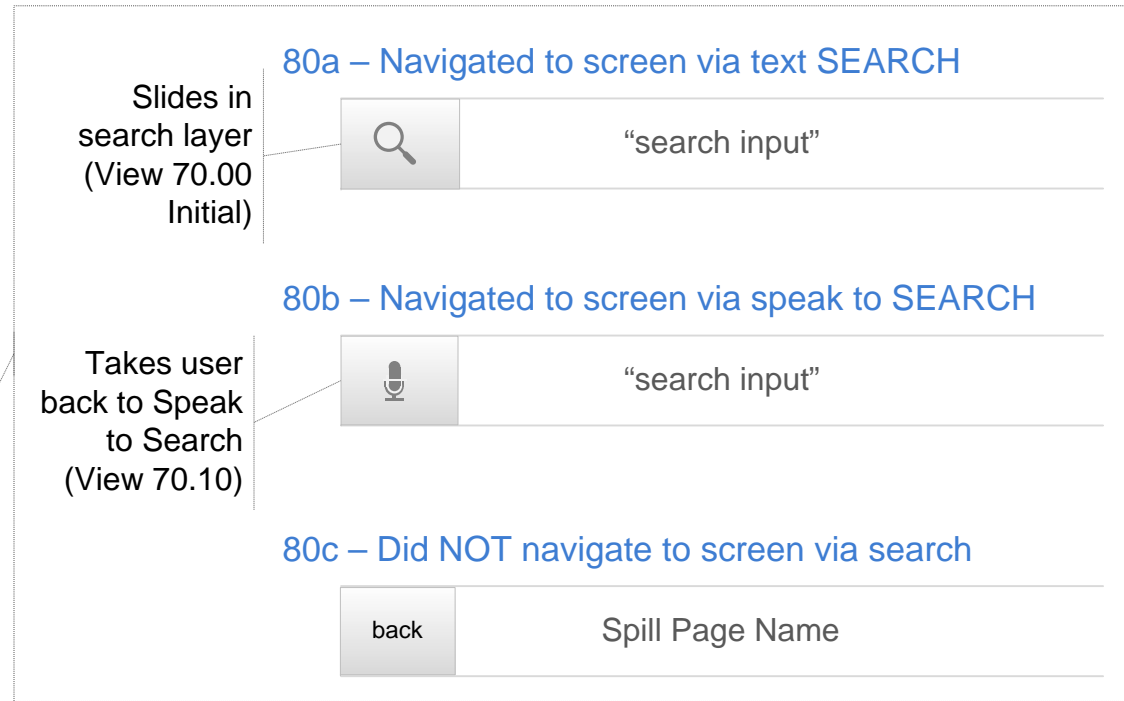 80a – Navigated to screen via text SEARCH
Slides in
search layer
(View 70.00
Initial)
“search input”
80b – Navigated to screen via speak to SEARCH
Takes user
back to Speak
to Search
(View 70.10)
“search input”
80c – Did NOT navigate to screen via search
back
Spill Page Name